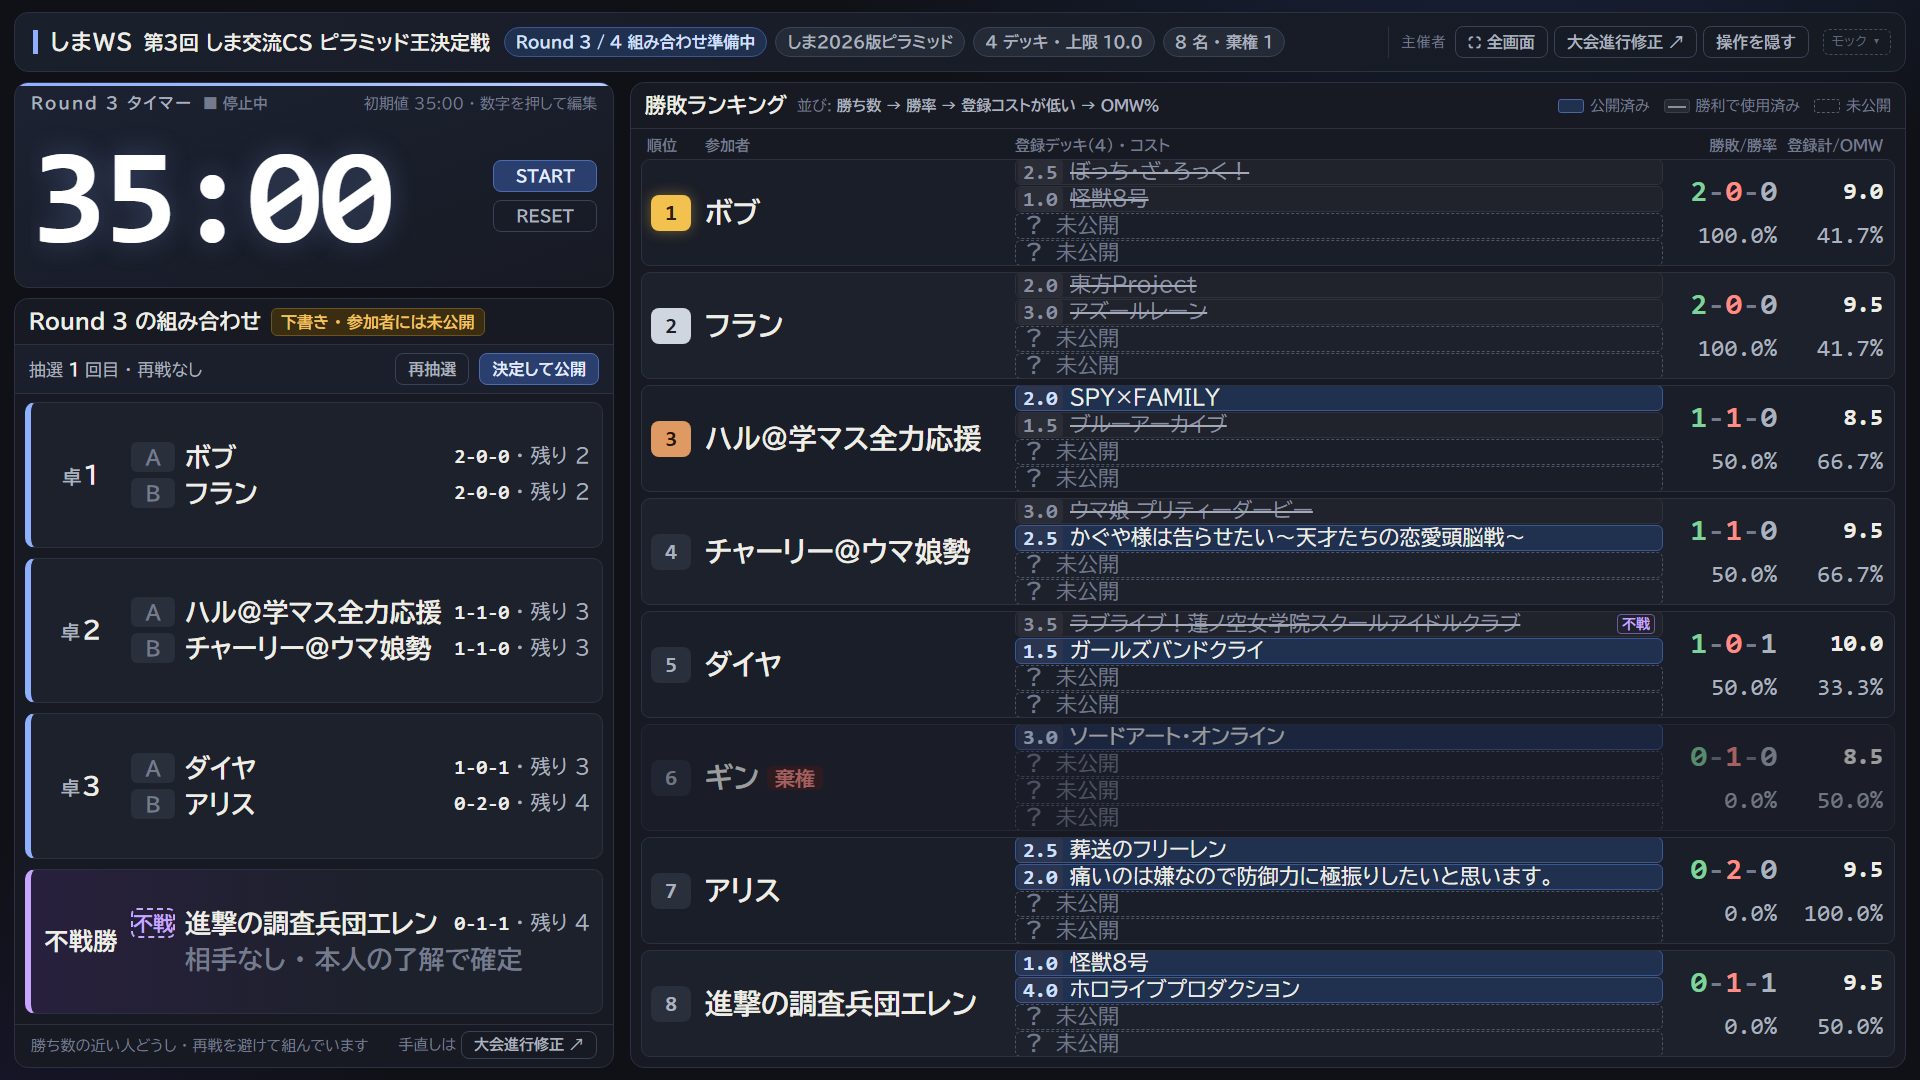 しまWS 第3回 しま交流CS ピラミッド王決定戦 Round 3 / 4 組み合わせ準備中 しま2026版ピラミッド 4 デッキ・上限 10.0 8 名・棄権 1 主催者 全画面 大会進行修正 ↗ 操作を隠す モック ▼
Round 3 タイマー ■ 停止中 初期値 35:00・数字を押して編集
35:00
START
RESET
Round 3 の組み合わせ 下書き・参加者には未公開
抽選 1 回目・再戦なし 再抽選 決定して公開
卓1
A ボブ 2-0-0・残り 2
B フラン 2-0-0・残り 2
卓2
A ハル@学マス全力応援 1-1-0・残り 3
B チャーリー@ウマ娘勢 1-1-0・残り 3
卓3
A ダイヤ 1-0-1・残り 3
B アリス 0-2-0・残り 4
不戦勝
不戦 進撃の調査兵団エレン 0-1-1・残り 4
相手なし・本人の了解で確定
勝ち数の近い人どうし・再戦を避けて組んでいます 手直しは 大会進行修正 ↗
勝敗ランキング 並び: 勝ち数 → 勝率 → 登録コストが低い → OMW% 公開済み 勝利で使用済み 未公開
順位 参加者 登録デッキ(4)・コスト 勝敗/勝率 登録計/OMW
1 ボブ
2.5 ぼっち・ざ・ろっく！
1.0 怪獣8号
? 未公開
? 未公開
2-0-0 9.0
100.0% 41.7%
2 フラン
2.0 東方Project
3.0 アズールレーン
? 未公開
? 未公開
2-0-0 9.5
100.0% 41.7%
3 ハル@学マス全力応援
2.0 SPY×FAMILY
1.5 ブルーアーカイブ
? 未公開
? 未公開
1-1-0 8.5
50.0% 66.7%
4 チャーリー@ウマ娘勢
3.0 ウマ娘 プリティーダービー
2.5 かぐや様は告らせたい～天才たちの恋愛頭脳戦～
? 未公開
? 未公開
1-1-0 9.5
50.0% 66.7%
5 ダイヤ
3.5 ラブライブ！蓮ノ空女学院スクールアイドルクラブ 不戦
1.5 ガールズバンドクライ
? 未公開
? 未公開
1-0-1 10.0
50.0% 33.3%
6 ギン 棄権
3.0 ソードアート・オンライン
? 未公開
? 未公開
? 未公開
0-1-0 8.5
0.0% 50.0%
7 アリス
2.5 葬送のフリーレン
2.0 痛いのは嫌なので防御力に極振りしたいと思います。
? 未公開
? 未公開
0-2-0 9.5
0.0% 100.0%
8 進撃の調査兵団エレン
1.0 怪獣8号
4.0 ホロライブプロダクション
? 未公開
? 未公開
0-1-1 9.5
0.0% 50.0%